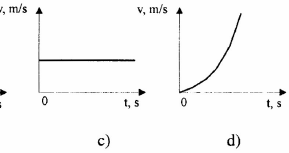 v, m/s
v, m/s
s
0
t, s
0
t, s
c)
d)